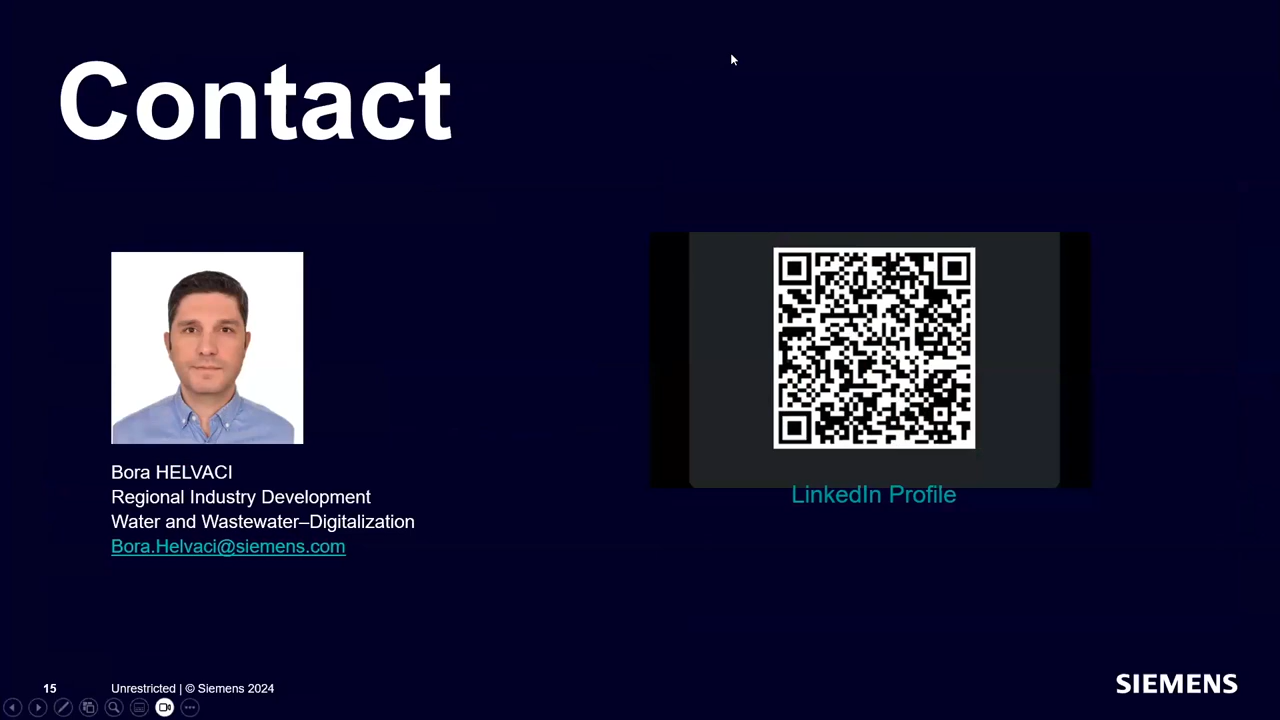 Contact
Bora HELVACI
Regional Industry Development
Water and Wastewater–Digitalization
Bora.Helvaci@siemens.com
LinkedIn Profile
15
Unrestricted | © Siemens 2024
SIEMENS